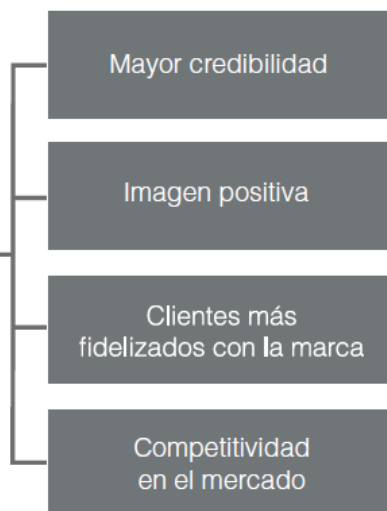 Mayor credibilidad
Imagen positiva
Clientes más
fidelizados con la marca
Competitividad
en el mercado